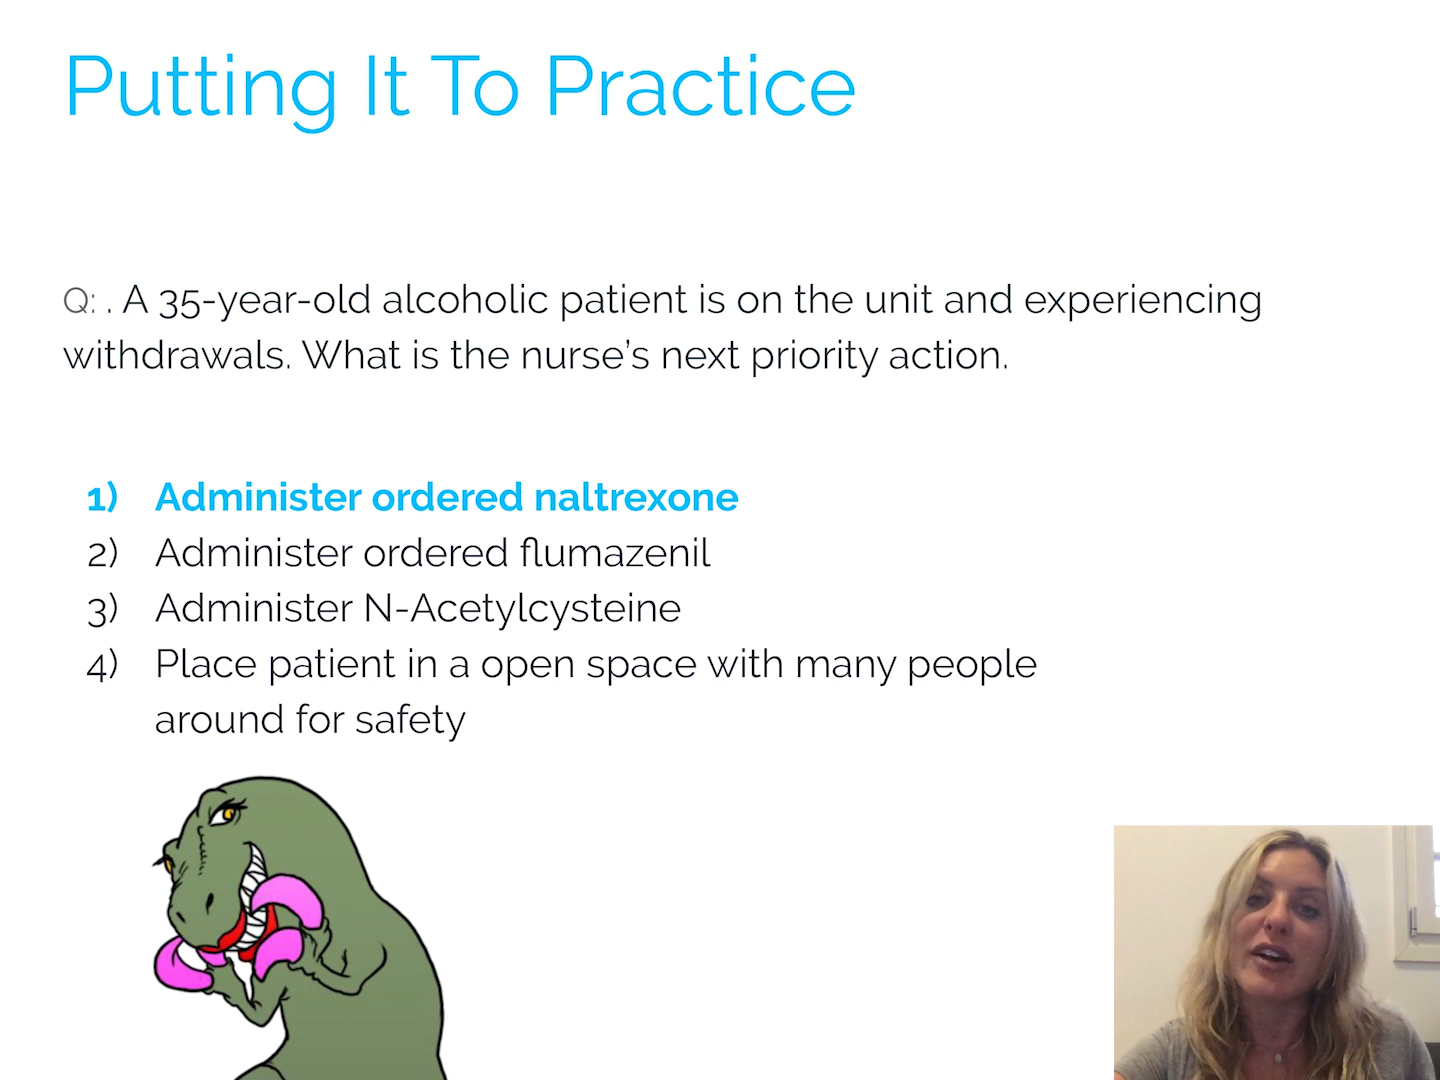 Putting It To Practice
Q: . A 35-year-old alcoholic patient is on the unit and experiencing
withdrawals. What is the nurse’s next priority action.
1) Administer ordered naltrexone
2) Administer ordered flumazenil
3) Administer N-Acetylcysteine
4) Place patient in a open space with many people
around for safety